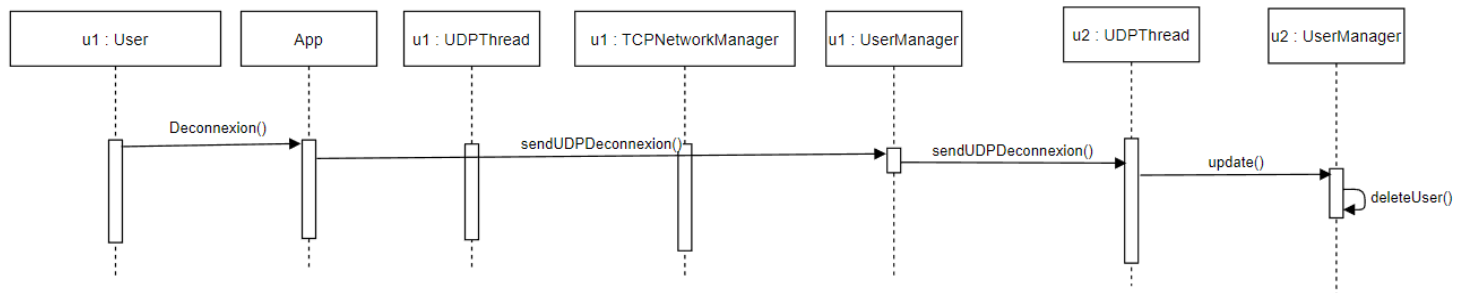 u1 : User
App
u1 : UDPThread
u1 : TCPNetworkManager
u1 : UserManager
u2 : UDPThread
u2 : UserManager
Deconnexion()
sendUDPDeconnexion()
sendUDPDeconnexion()
update()
deleteUser()